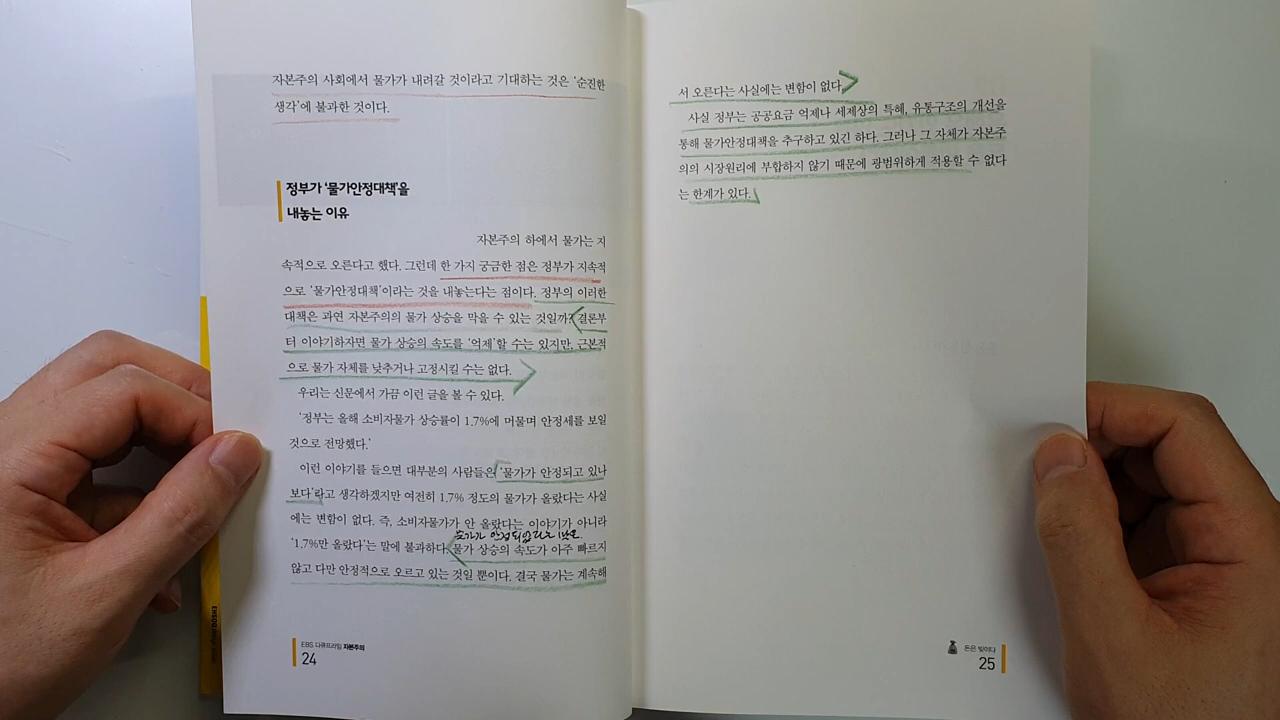 자본주의 사회에서 물가가 내려갈 것이라고 기대하는 것은 '순진한
생각'에 불과한 것이다.
정부가 '물가안정대책'을
내놓는 이유
자본주의 하에서 물가는 지
속적으로 오른다고 했다. 그런데 한 가지 궁금한 점은 정부가 지속적
으로 '물가안정대책'이라는 것을 내놓는다는 점이다. 정부의 이러한
대책은 과연 자본주의의 물가 상승을 막을 수 있는 것일까? 결론부
터 이야기하자면 물가 상승의 속도를 '억제'할 수는 있지만, 근본적
으로 물가 자체를 낮추거나 고정시킬 수는 없다.
우리는 신문에서 가끔 이런 글을 볼 수 있다.
'정부는 올해 소비자물가 상승률이 1.7%에 머물며 안정세를 보일
것으로 전망했다.'
이런 이야기를 들으면 대부분의 사람들은 '물가가 안정되고 있나
보다'라고 생각하겠지만 여전히 1.7% 정도의 물가가 올랐다는 사실
에는 변함이 없다. 즉, 소비자물가가 안 올랐다는 이야기가 아니라
물가가 안정되었다는
'1.7%만 올랐다'는 말에 불과하다. 물가 상승의 속도가 아주 빠르지
않고 다만 안정적으로 오르고 있는 것일 뿐이다. 결국 물가는 계속해
EBS 다큐프라임 자본주의
24
서 오른다는 사실에는 변함이 없다.
사실 정부는 공공요금 억제나 세제상의 특혜, 유통구조의 개선을
통해 물가안정대책을 추구하고 있긴 하다. 그러나 그 자체가 자본주
의의 시장원리에 부합하지 않기 때문에 광범위하게 적용할 수 없다
는 한계가 있다.
돈은 빚이다
25